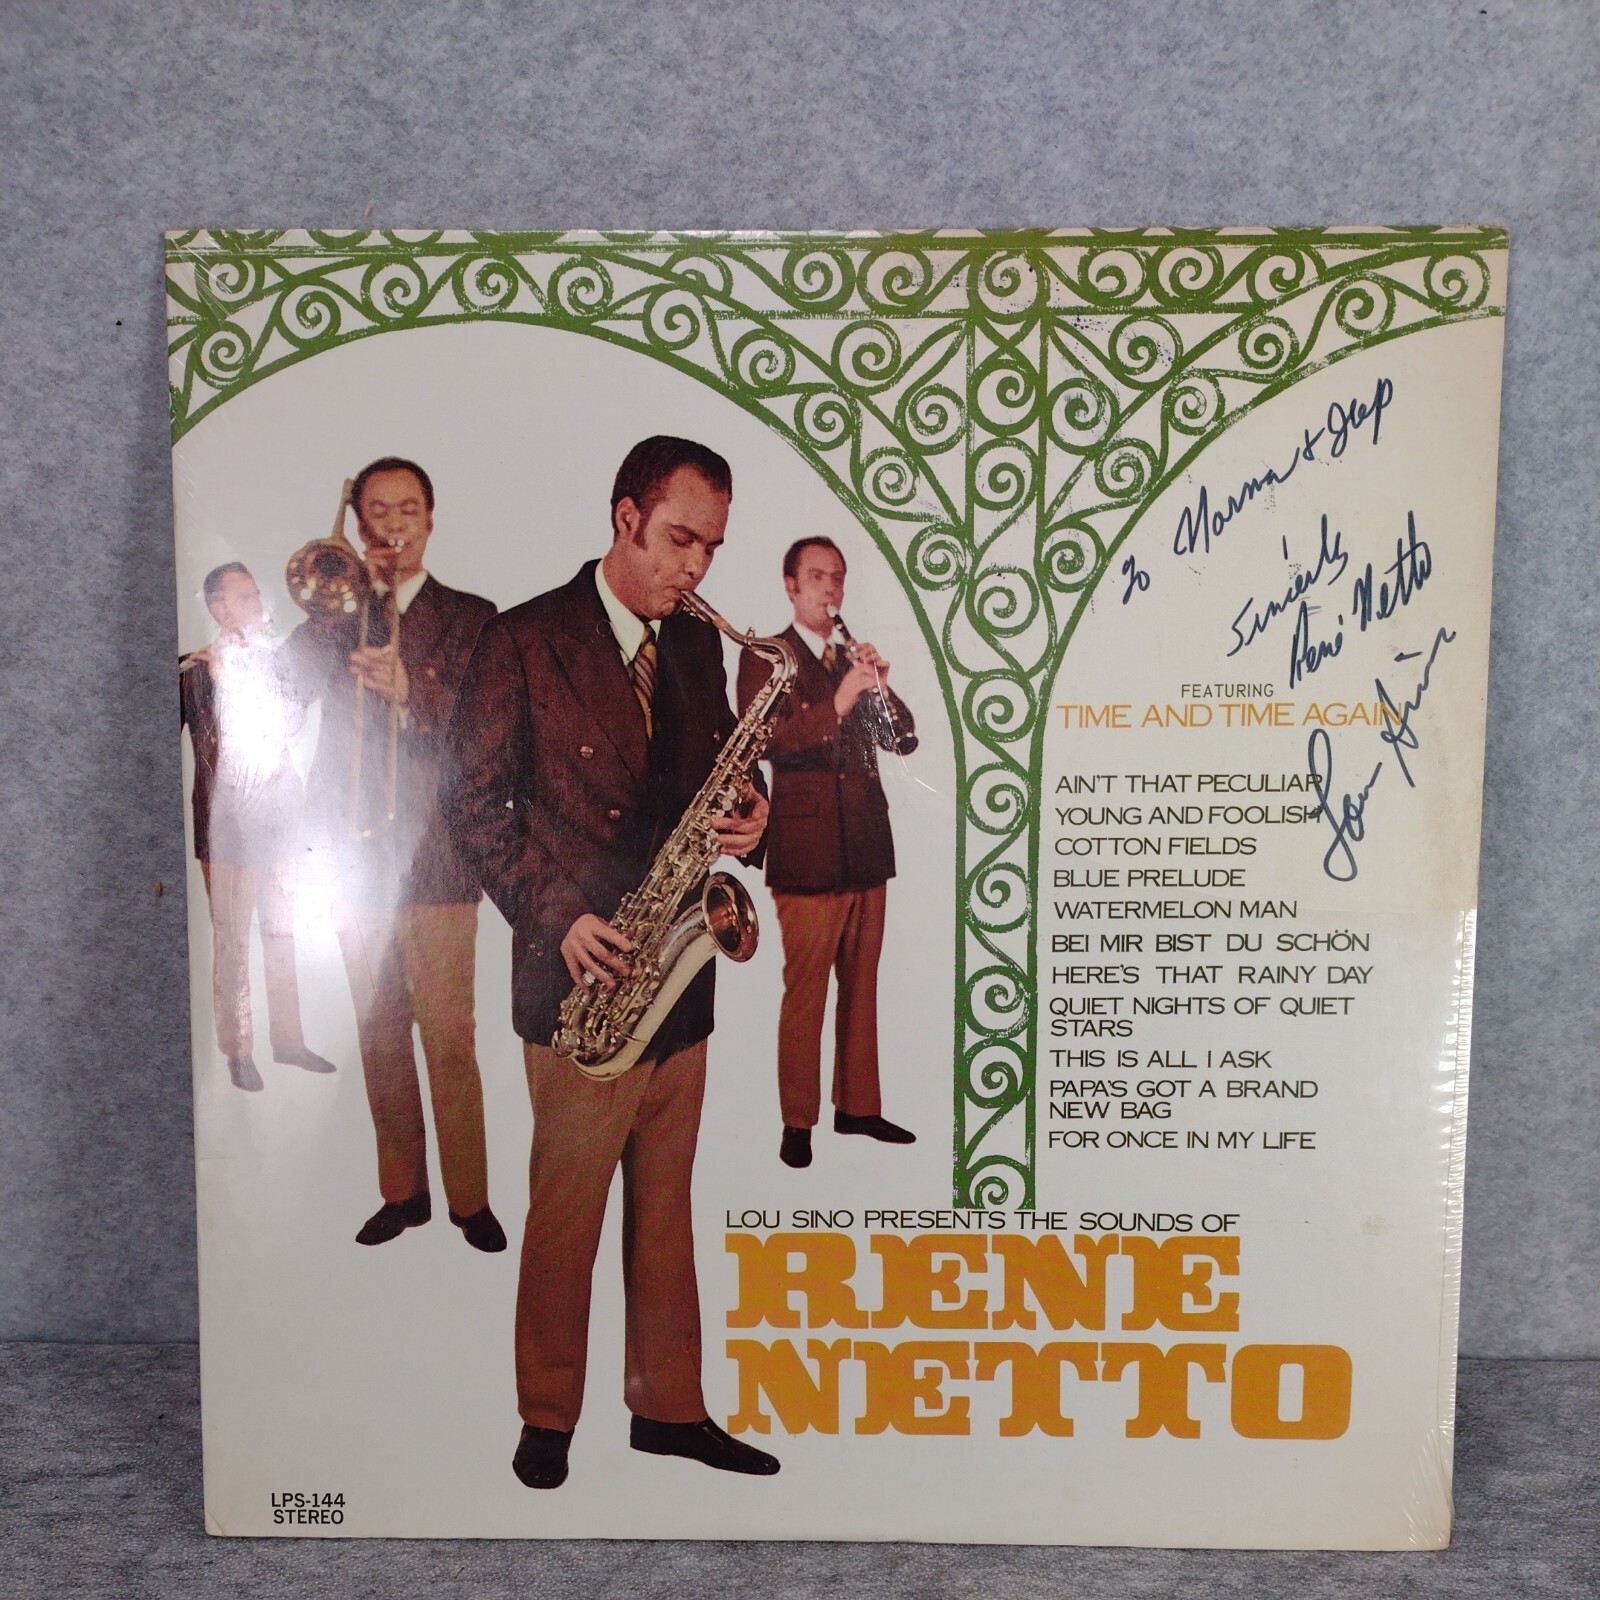 To Norma &
Sincerely
René Netto
Lou Sino
FEATURING
TIME AND TIME AGAIN
AIN'T THAT PECULIAR
YOUNG AND FOOLISH
COTTON FIELDS
BLUE PRELUDE
WATERMELON MAN
BEI MIR BIST DU SCHÖN
HERE'S THAT RAINY DAY
QUIET NIGHTS OF QUIET
STARS
THIS IS ALL I ASK
PAPA'S GOT A BRAND
NEW BAG
FOR ONCE IN MY LIFE
LOU SINO PRESENTS THE SOUNDS OF
RENE
NETTO
LPS-144
STEREO